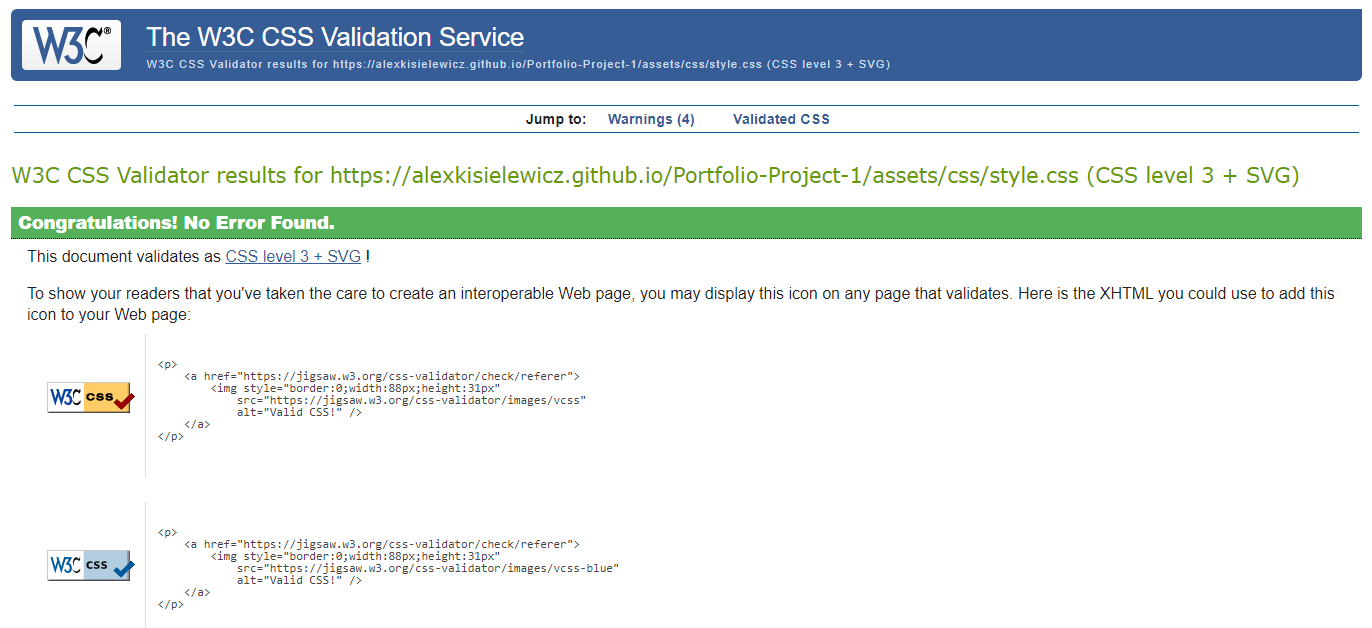 W3C® The W3C CSS Validation Service
W3C CSS Validator results for https://alexkisielewicz.github.io/Portfolio-Project-1/assets/css/style.css (CSS level 3 + SVG)
Jump to: Warnings (4) Validated CSS
W3C CSS Validator results for https://alexkisielewicz.github.io/Portfolio-Project-1/assets/css/style.css (CSS level 3 + SVG)
Congratulations! No Error Found.
This document validates as CSS level 3 + SVG !
To show your readers that you've taken the care to create an interoperable Web page, you may display this icon on any page that validates. Here is the XHTML you could use to add this
icon to your Web page:
W3C css
<p>
<a href="https://jigsaw.w3.org/css-validator/check/referer">
<img style="border:0;width:88px;height:31px"
src="https://jigsaw.w3.org/css-validator/images/vcss"
alt="Valid CSS!" />
</a>
</p>
W3C css
<p>
<a href="https://jigsaw.w3.org/css-validator/check/referer">
<img style="border:0;width:88px;height:31px"
src="https://jigsaw.w3.org/css-validator/images/vcss-blue"
alt="Valid CSS!" />
</a>
</p>